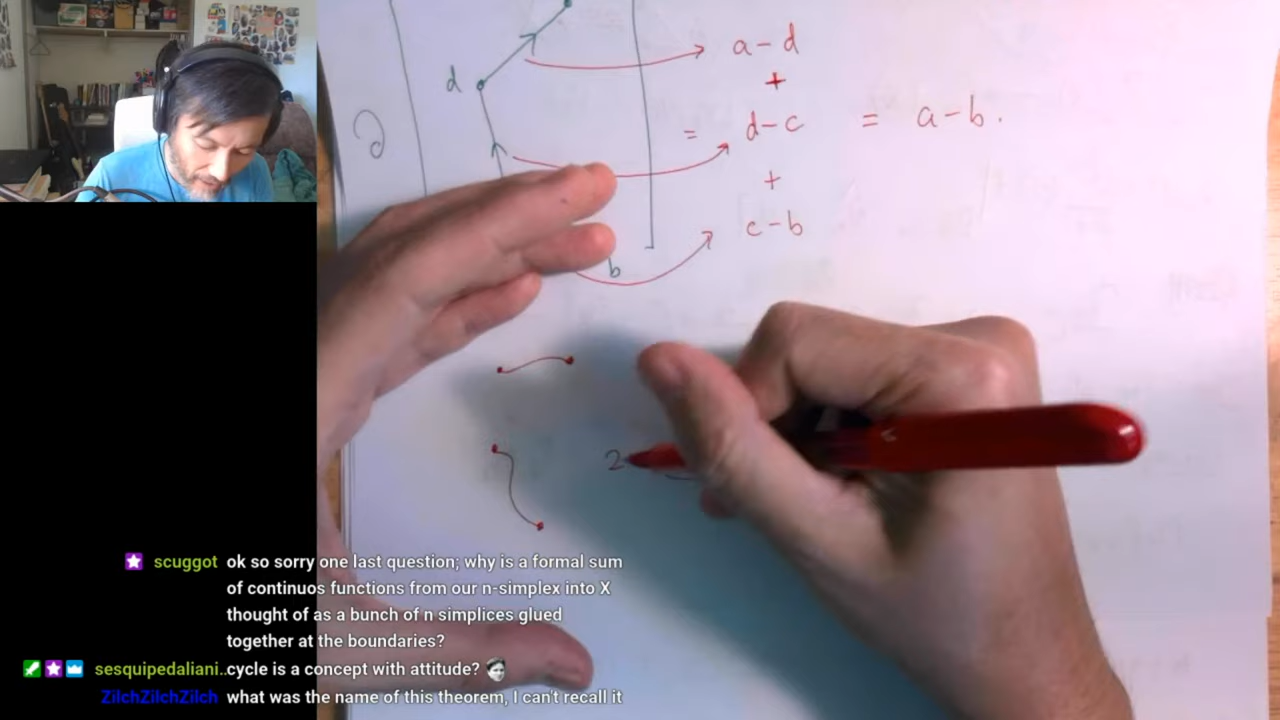 a - d
+
d
∂
= d - c = a - b.
+
c - b
b
2
scuggot ok so sorry one last question; why is a formal sum
of continuos functions from our n-simplex into X
thought of as a bunch of n simplices glued
together at the boundaries?
sesquipedaliani.. cycle is a concept with attitude?
ZilchZilchZilch what was the name of this theorem, I can't recall it